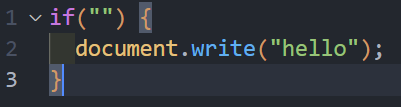 1 if("") {
2 document.write("hello");
3 }